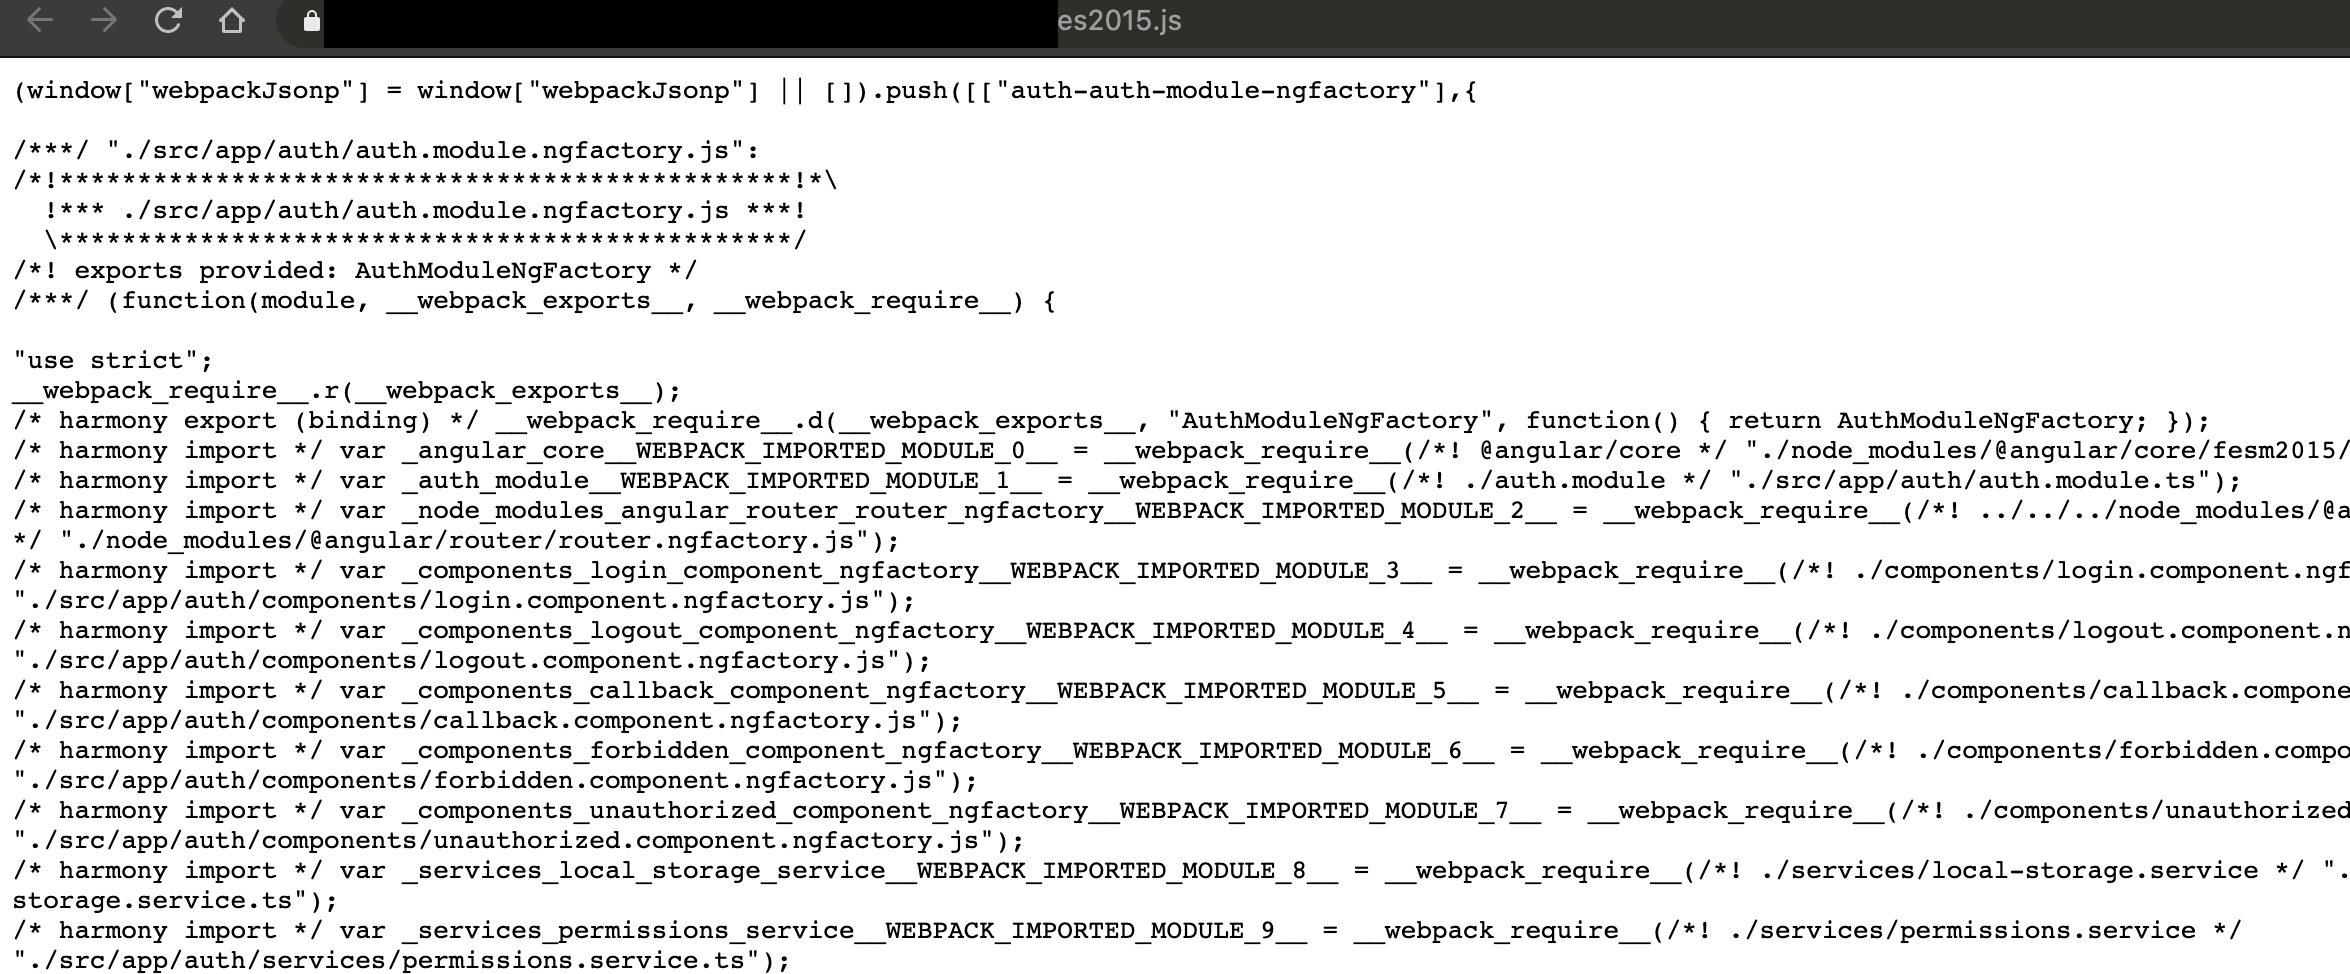 es2015.js
(window["webpackJsonp"] = window["webpackJsonp"] || []).push([["auth-auth-module-ngfactory"],{
/***/ "./src/app/auth/auth.module.ngfactory.js":
/*!***********************************************!*\
  !*** ./src/app/auth/auth.module.ngfactory.js ***!
  \***********************************************/
/*! exports provided: AuthModuleNgFactory */
/***/ (function(module, __webpack_exports__, __webpack_require__) {
"use strict";
__webpack_require__.r(__webpack_exports__);
/* harmony export (binding) */ __webpack_require__.d(__webpack_exports__, "AuthModuleNgFactory", function() { return AuthModuleNgFactory; });
/* harmony import */ var _angular_core__WEBPACK_IMPORTED_MODULE_0__ = __webpack_require__(/*! @angular/core */ "./node_modules/@angular/core/fesm2015/
/* harmony import */ var _auth_module__WEBPACK_IMPORTED_MODULE_1__ = __webpack_require__(/*! ./auth.module */ "./src/app/auth/auth.module.ts");
/* harmony import */ var _node_modules_angular_router_router_ngfactory__WEBPACK_IMPORTED_MODULE_2__ = __webpack_require__(/*! ../../../node_modules/@a
*/ "./node_modules/@angular/router/router.ngfactory.js");
/* harmony import */ var _components_login_component_ngfactory__WEBPACK_IMPORTED_MODULE_3__ = __webpack_require__(/*! ./components/login.component.ngf
"./src/app/auth/components/login.component.ngfactory.js");
/* harmony import */ var _components_logout_component_ngfactory__WEBPACK_IMPORTED_MODULE_4__ = __webpack_require__(/*! ./components/logout.component.n
"./src/app/auth/components/logout.component.ngfactory.js");
/* harmony import */ var _components_callback_component_ngfactory__WEBPACK_IMPORTED_MODULE_5__ = __webpack_require__(/*! ./components/callback.compone
"./src/app/auth/components/callback.component.ngfactory.js");
/* harmony import */ var _components_forbidden_component_ngfactory__WEBPACK_IMPORTED_MODULE_6__ = __webpack_require__(/*! ./components/forbidden.compo
"./src/app/auth/components/forbidden.component.ngfactory.js");
/* harmony import */ var _components_unauthorized_component_ngfactory__WEBPACK_IMPORTED_MODULE_7__ = __webpack_require__(/*! ./components/unauthorized
"./src/app/auth/components/unauthorized.component.ngfactory.js");
/* harmony import */ var _services_local_storage_service__WEBPACK_IMPORTED_MODULE_8__ = __webpack_require__(/*! ./services/local-storage.service */ ".
storage.service.ts");
/* harmony import */ var _services_permissions_service__WEBPACK_IMPORTED_MODULE_9__ = __webpack_require__(/*! ./services/permissions.service */
"./src/app/auth/services/permissions.service.ts");